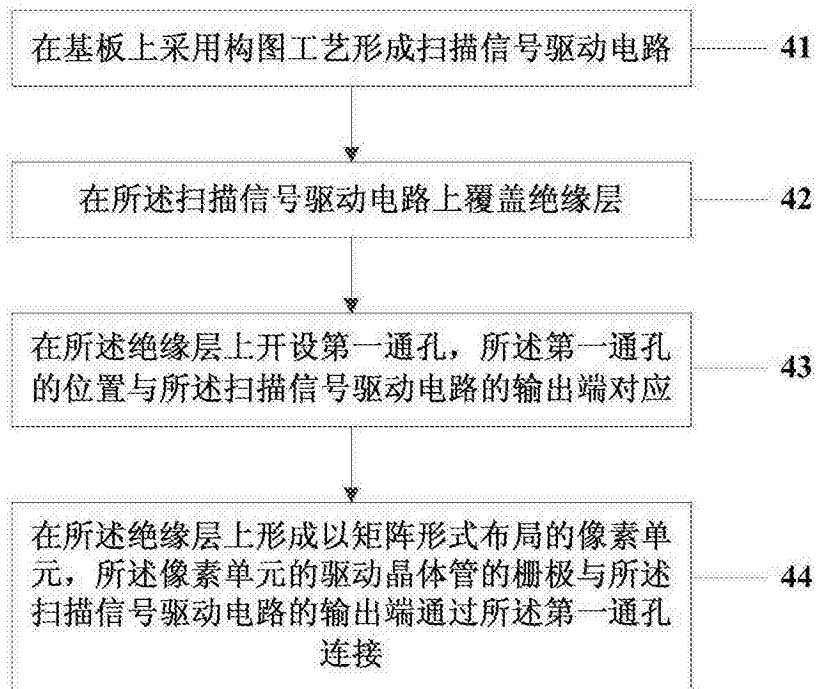 在基板上采用构图工艺形成扫描信号驱动电路
41
在所述扫描信号驱动电路上覆盖绝缘层
42
在所述绝缘层上开设第一通孔，所述第一通孔
的位置与所述扫描信号驱动电路的输出端对应
43
在所述绝缘层上形成以矩阵形式布局的像素单
元，所述像素单元的驱动晶体管的栅极与所述
扫描信号驱动电路的输出端通过所述第一通孔
连接
44